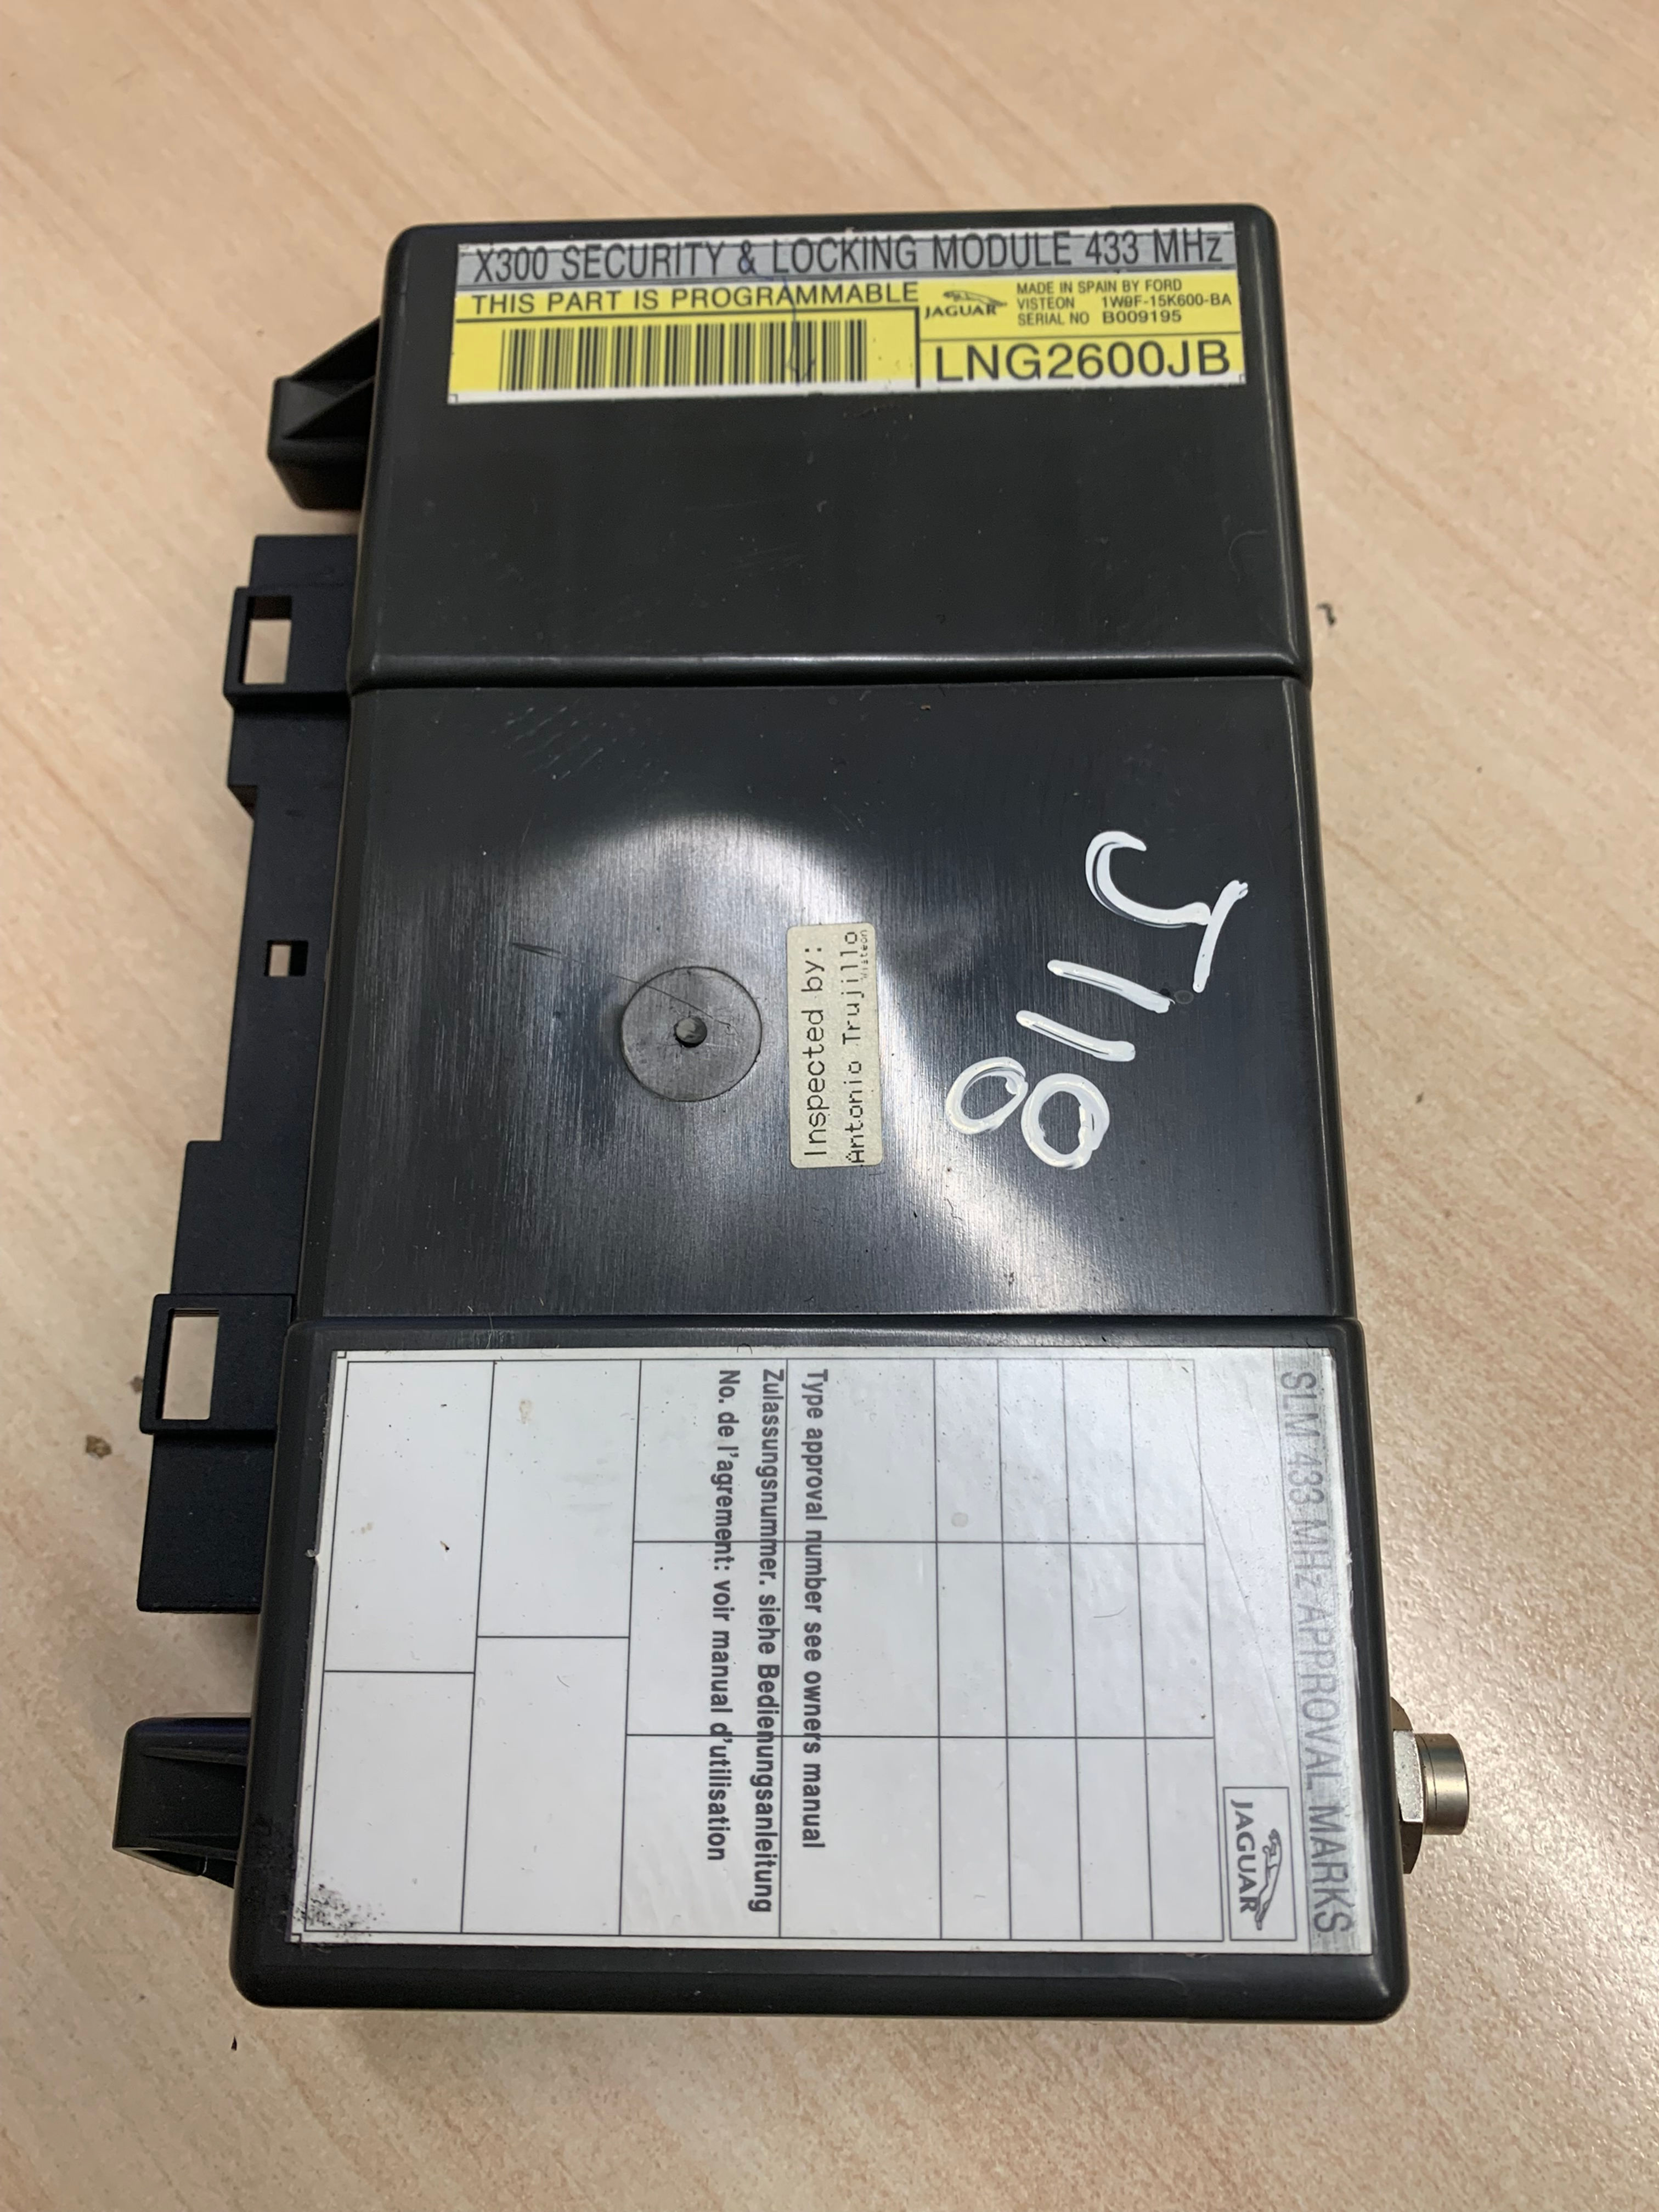 X300 SECURITY & LOCKING MODULE 433 MHz
THIS PART IS PROGRAMMABLE
JAGUAR
MADE IN SPAIN BY FORD
VISTEON 1W9F-15K600-BA
SERIAL NO B009195
LNG2600JB
J118
Inspected by:
Antonio Trujillo
Visteon
SLM 433 MHz APPROVAL MARKS
JAGUAR
Type approval number see owners manual
Zulassungsnummer. siehe Bedienungsanleitung
No. de l'agrement: voir manual d'utilisation